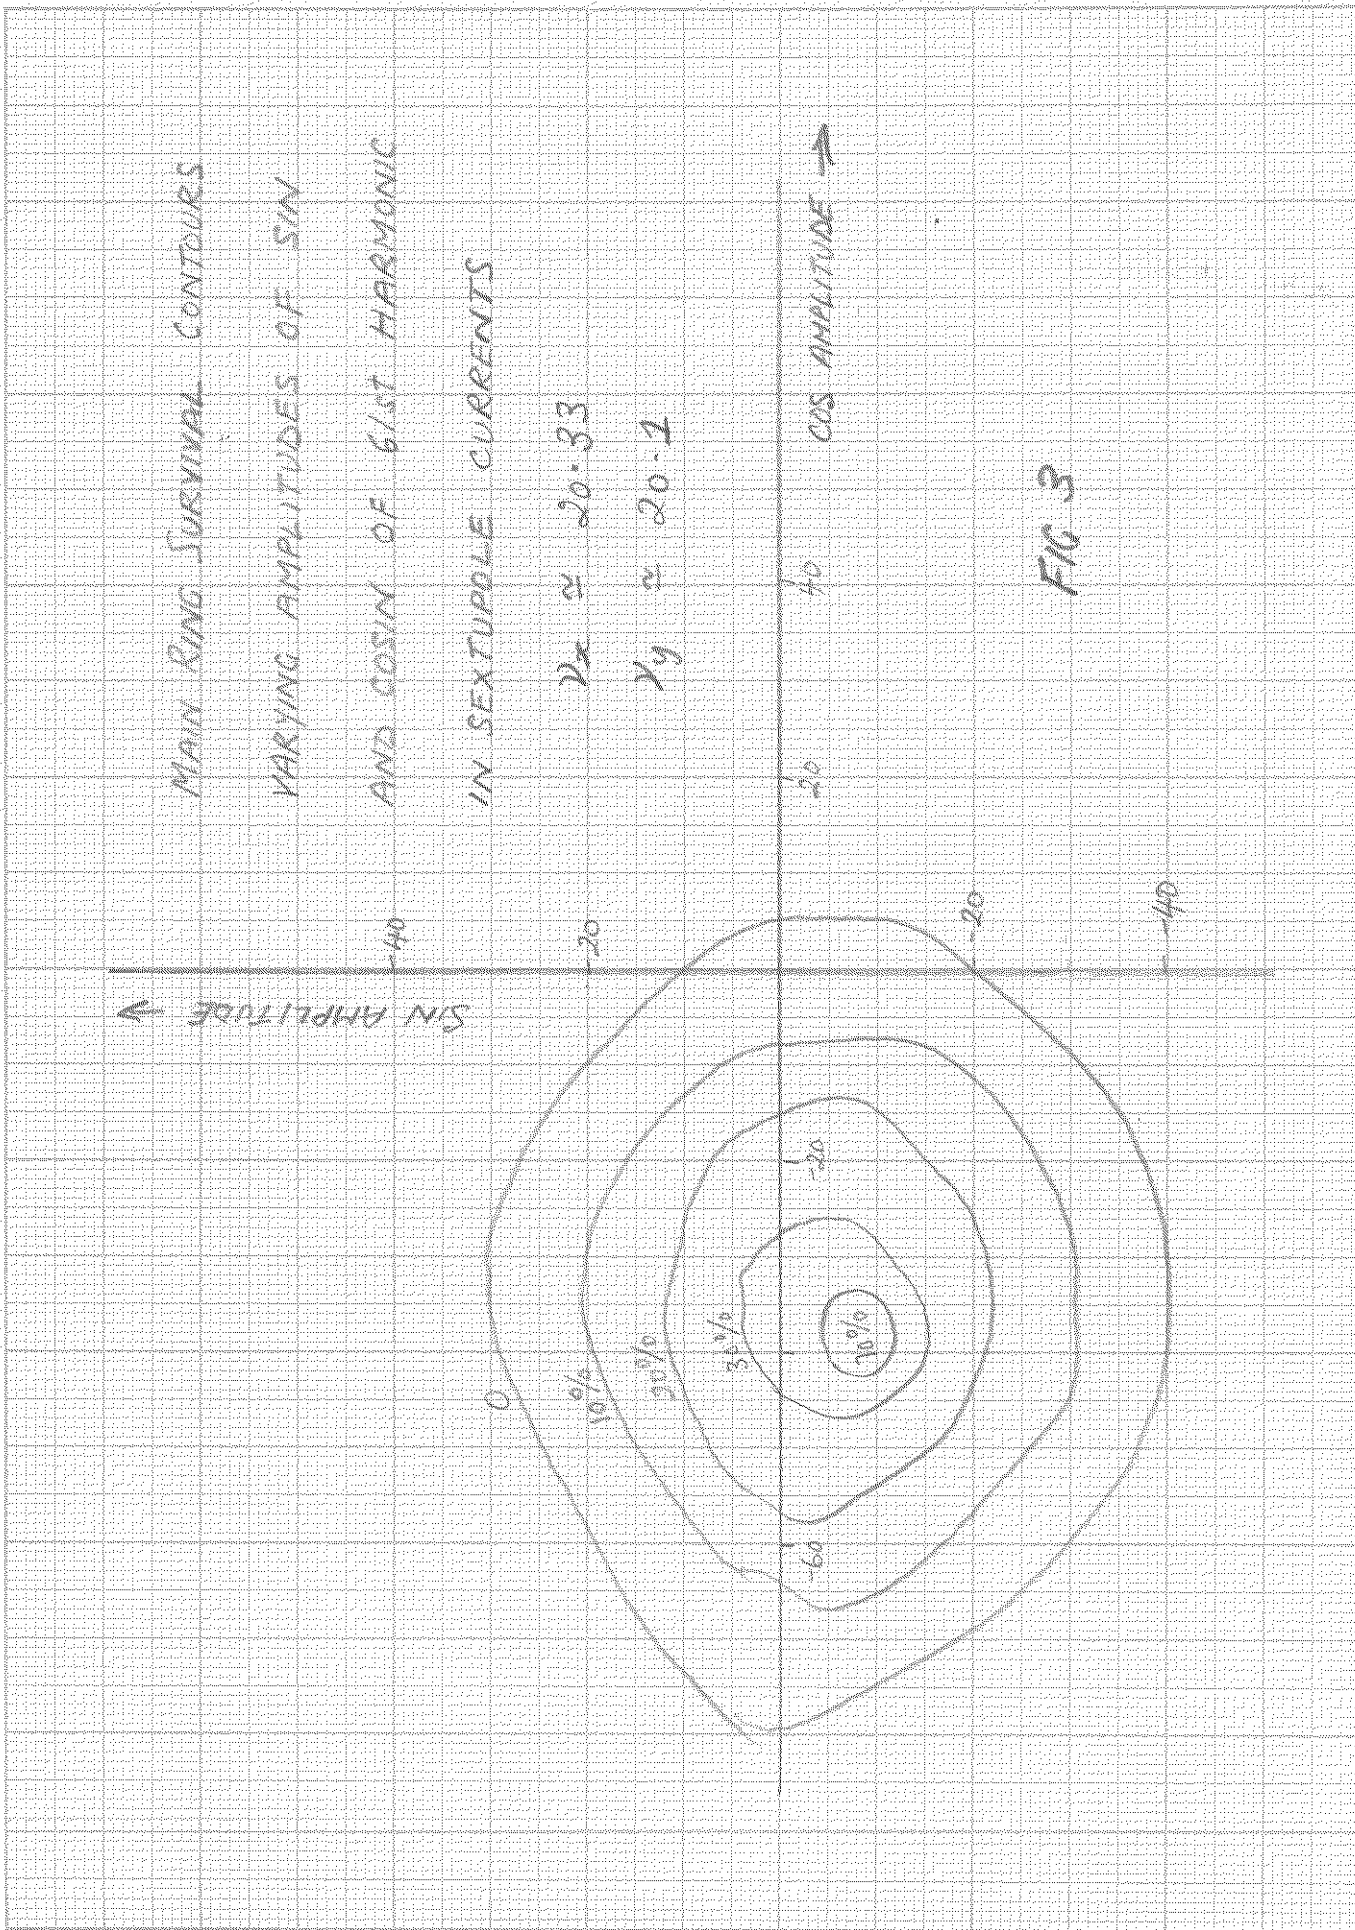 MAIN RING SURVIVAL CONTOURS
VARYING AMPLITUDES OF SIN
AND COSIN OF 61ST HARMONIC
IN SEXTUPOLE CURRENTS
νx ≃ 20.33
νy ≃ 20.1
SIN AMPLITUDE →
40
20
-20
-40
COS AMPLITUDE →
-60
-20
20
40
0
10%
20%
30%
FIG 3